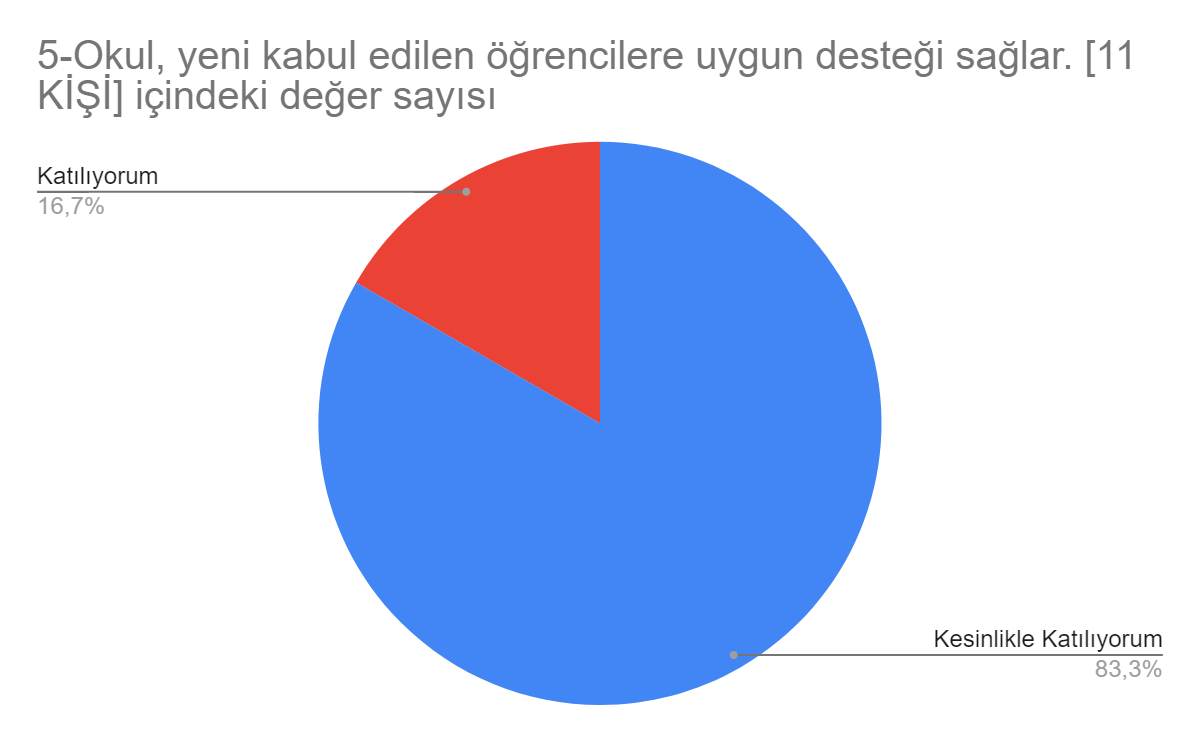 5-Okul, yeni kabul edilen öğrencilere uygun desteği sağlar. [11
KİŞİ] içindeki değer sayısı
Katılıyorum
16,7%
Kesinlikle Katılıyorum
83,3%